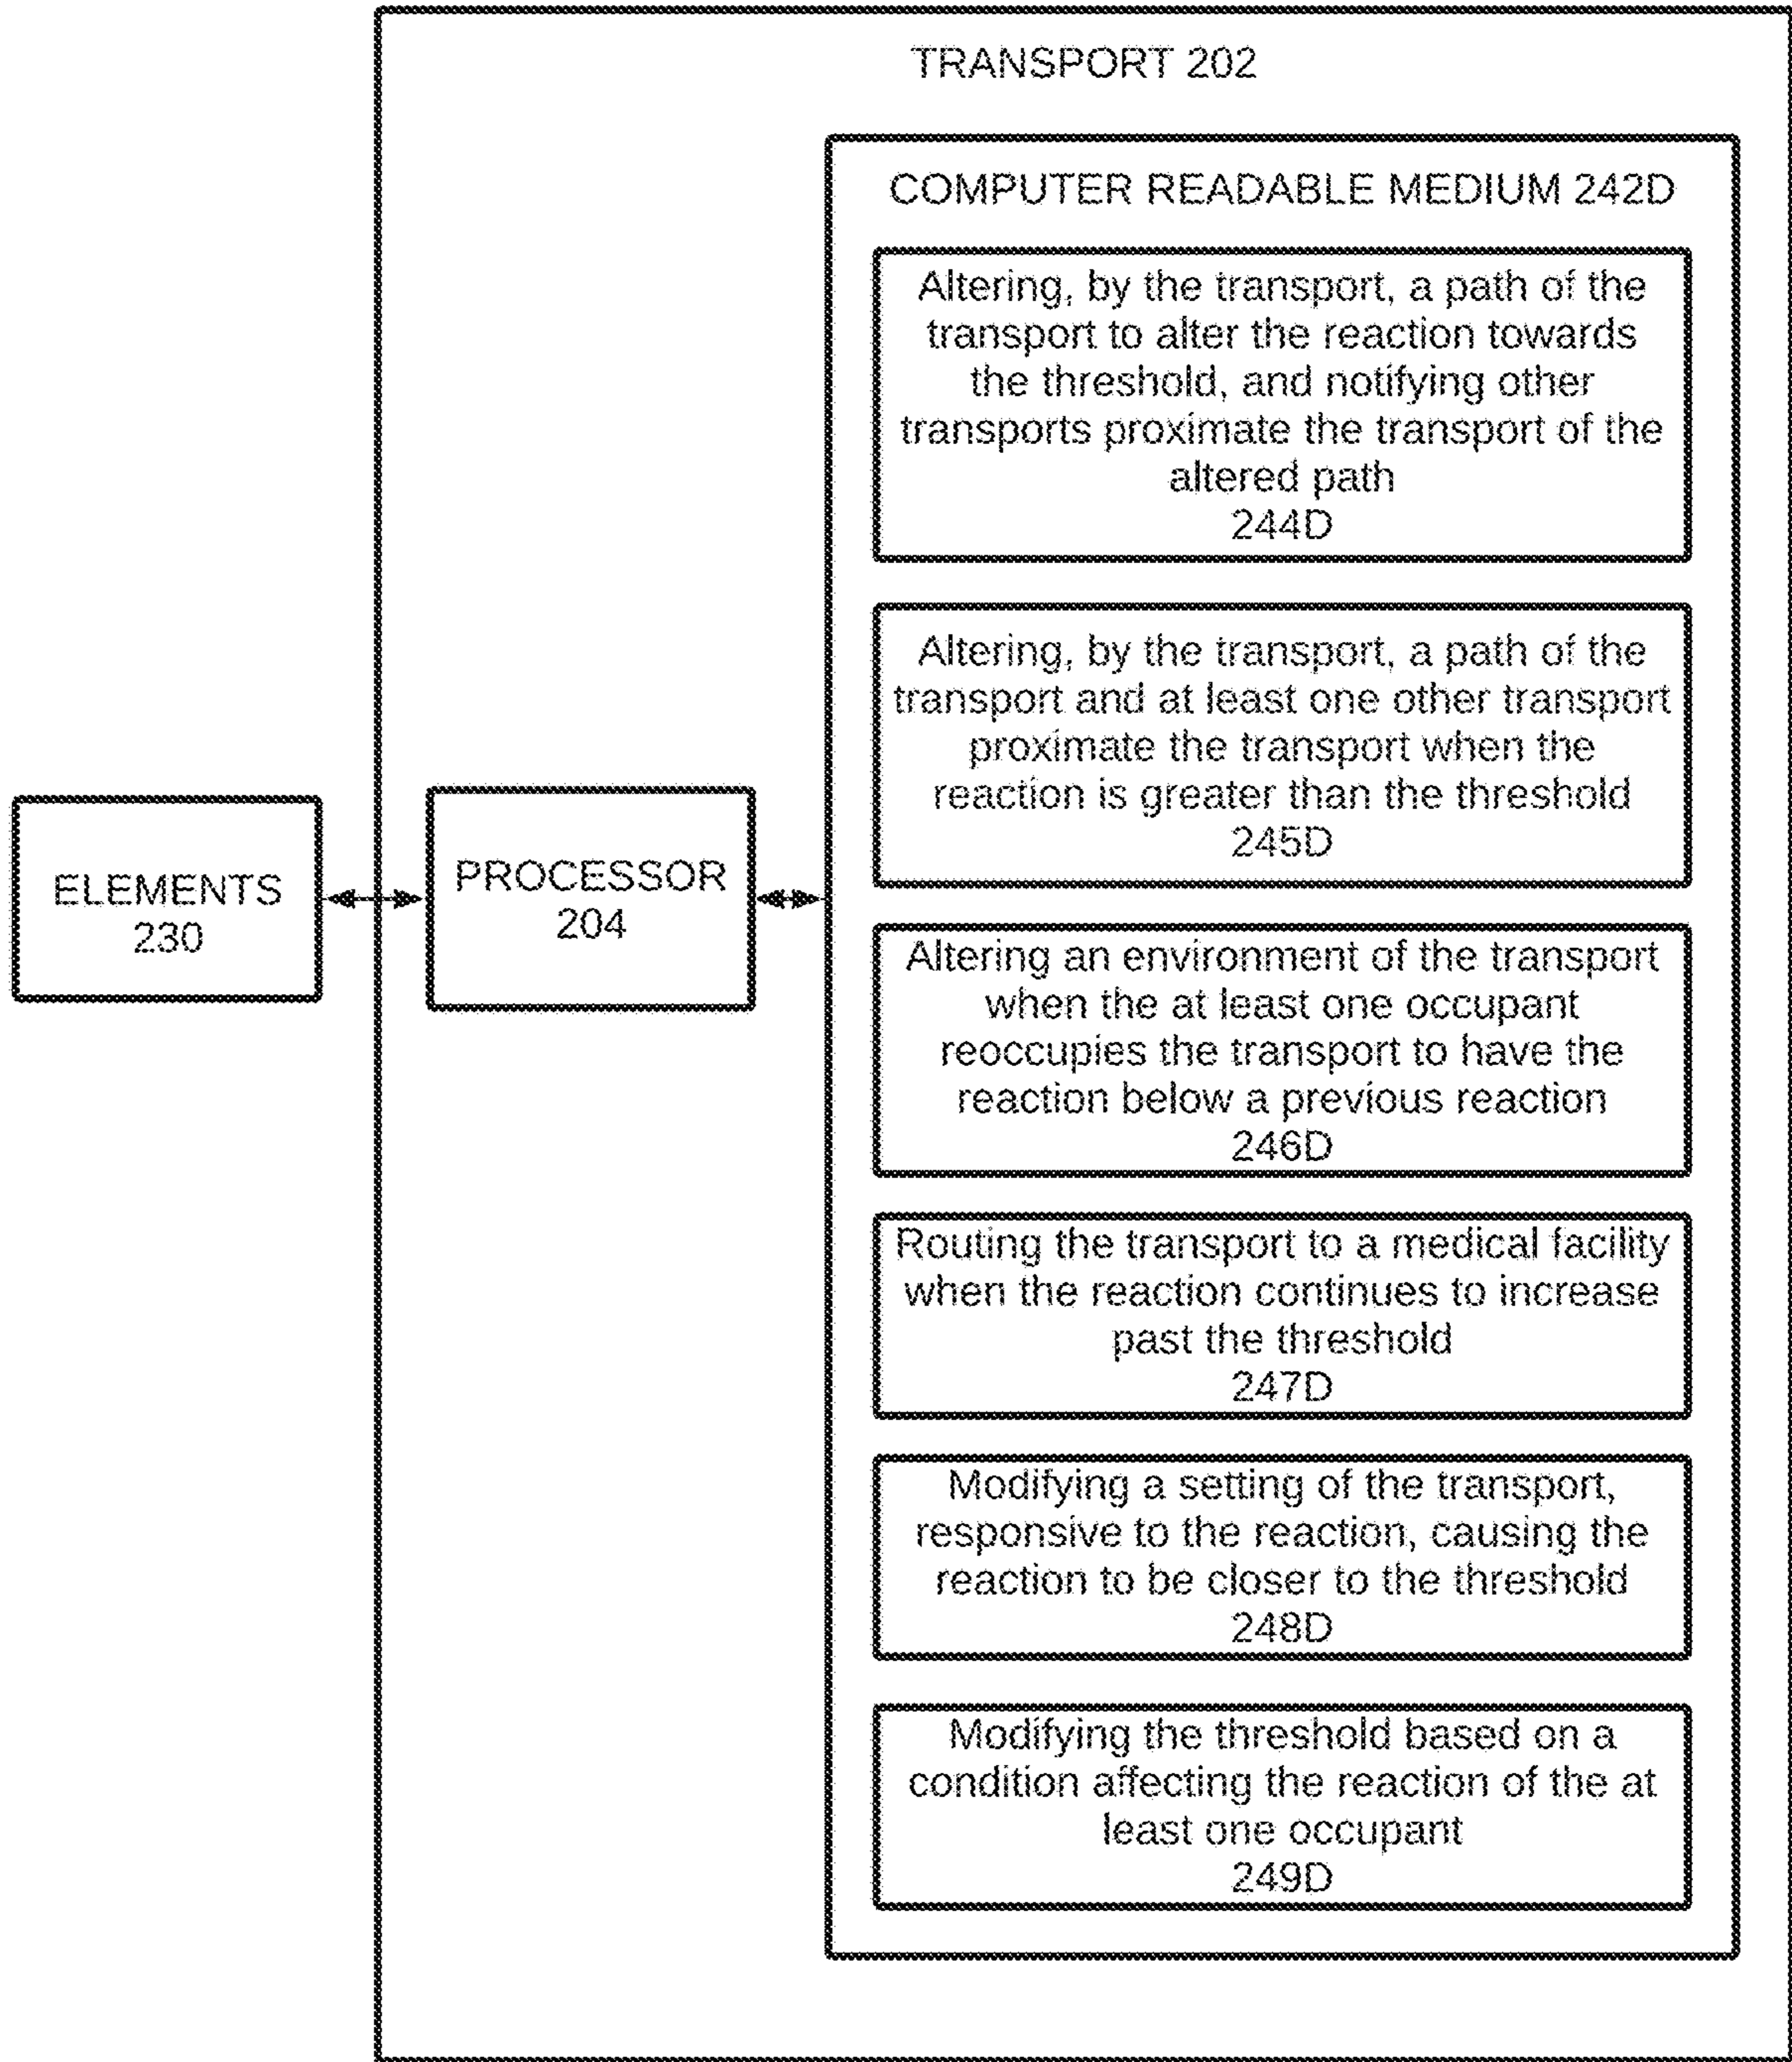 TRANSPORT 202
COMPUTER READABLE MEDIUM 242D
Altering, by the transport, a path of the
transport to alter the reaction towards
the threshold, and notifying other
transports proximate the transport of the
altered path
244D
Altering, by the transport, a path of the
transport and at least one other transport
proximate the transport when the
reaction is greater than the threshold
245D
ELEMENTS
230
PROCESSOR
204
Altering an environment of the transport
when the at least one occupant
reoccupies the transport to have the
reaction below a previous reaction
246D
Routing the transport to a medical facility
when the reaction continues to increase
past the threshold
247D
Modifying a setting of the transport,
responsive to the reaction, causing the
reaction to be closer to the threshold
248D
Modifying the threshold based on a
condition affecting the reaction of the at
least one occupant
249D